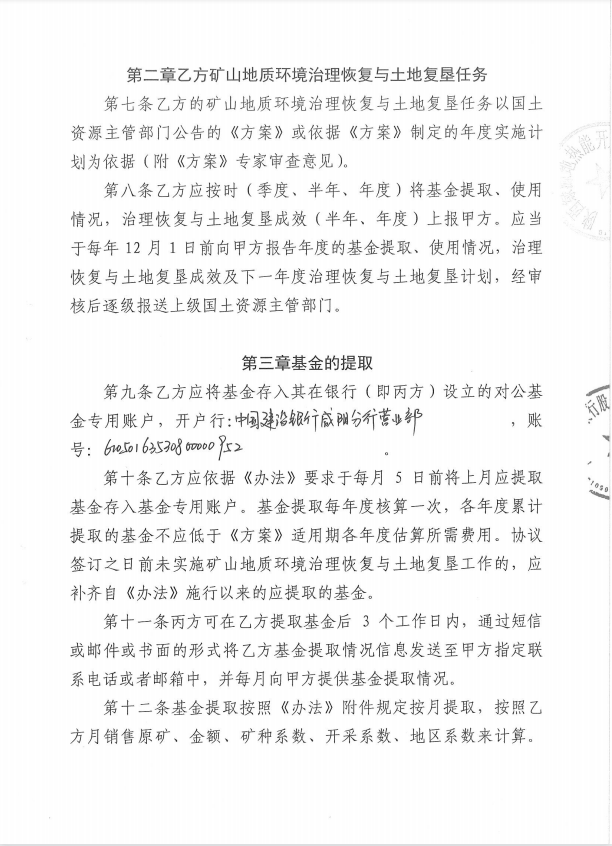 第二章乙方矿山地质环境治理恢复与土地复垦任务
第七条乙方的矿山地质环境治理恢复与土地复垦任务以国土
资源主管部门公告的《方案》或依据《方案》制定的年度实施计
划为依据（附《方案》专家审查意见）。
第八条乙方应按时（季度、半年、年度）将基金提取、使用
情况，治理恢复与土地复垦成效（半年、年度）上报甲方。应当
于每年 12 月 1 日前向甲方报告年度的基金提取、使用情况，治理
恢复与土地复垦成效及下一年度治理恢复与土地复垦计划，经审
核后逐级报送上级国土资源主管部门。
第三章基金的提取
第九条乙方应将基金存入其在银行（即丙方）设立的对公基
金专用账户，开户行：中国建设银行咸阳分行营业部，账
号：61050163530800000952。
第十条乙方应依据《办法》要求于每月 5 日前将上月应提取
基金存入基金专用账户。基金提取每年度核算一次，各年度累计
提取的基金不应低于《方案》适用期各年度估算所需费用。协议
签订之日前未实施矿山地质环境治理恢复与土地复垦工作的，应
补齐自《办法》施行以来的应提取的基金。
第十一条丙方可在乙方提取基金后 3 个工作日内，通过短信
或邮件或书面的形式将乙方基金提取情况信息发送至甲方指定联
系电话或者邮箱中，并每月向甲方提供基金提取情况。
第十二条基金提取按照《办法》附件规定按月提取，按照乙
方月销售原矿、金额、矿种系数、开采系数、地区系数来计算。